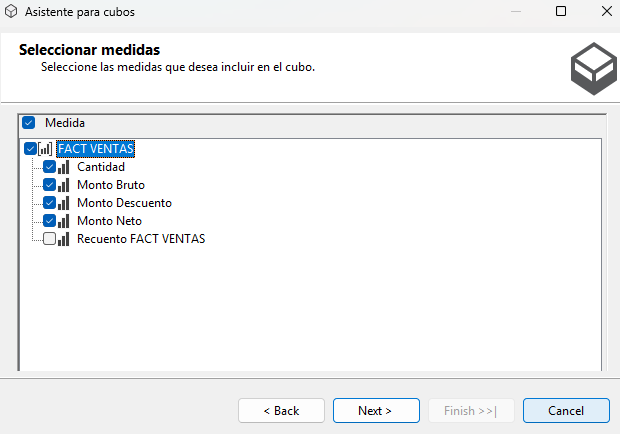 Asistente para cubos
Seleccionar medidas
Seleccione las medidas que desea incluir en el cubo.
Medida
FACT VENTAS
Cantidad
Monto Bruto
Monto Descuento
Monto Neto
Recuento FACT VENTAS
< Back
Next >
Finish >>|
Cancel